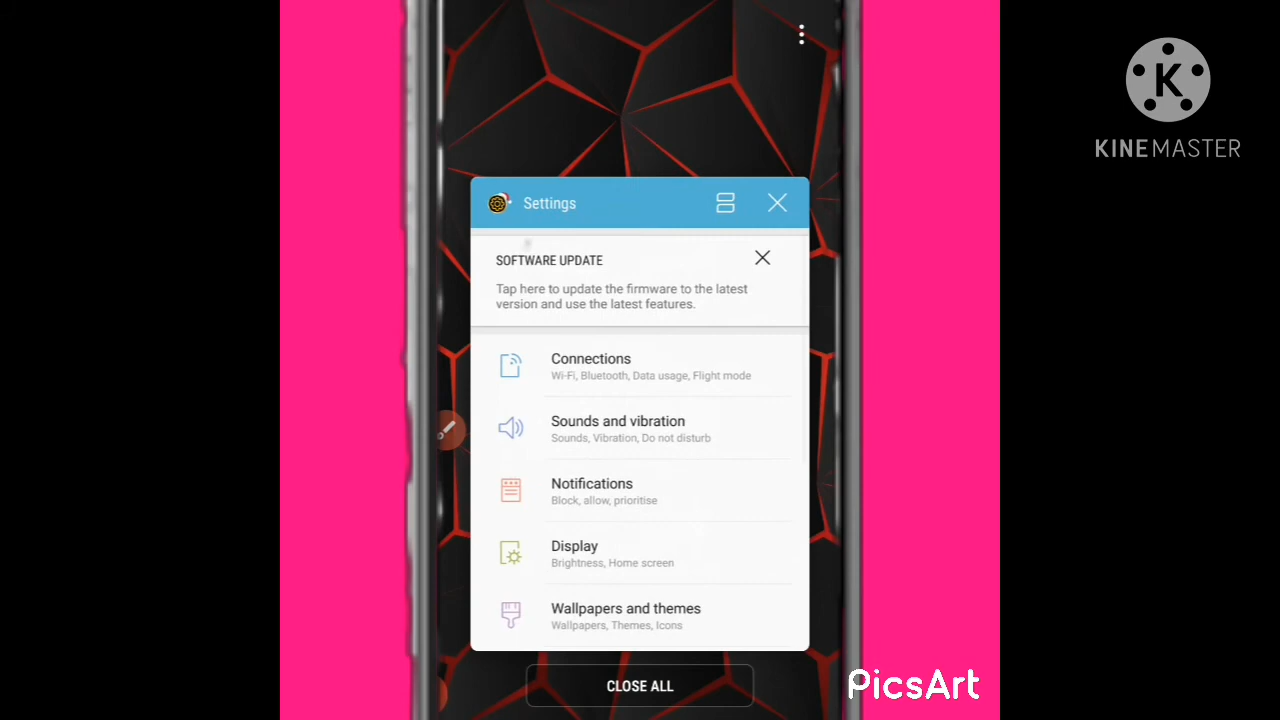 KINEMASTER
Settings
SOFTWARE UPDATE
Tap here to update the firmware to the latest
version and use the latest features.
Connections
Wi-Fi, Bluetooth, Data usage, Flight mode
Sounds and vibration
Sounds, Vibration, Do not disturb
Notifications
Block, allow, prioritise
Display
Brightness, Home screen
Wallpapers and themes
Wallpapers, Themes, Icons
CLOSE ALL
PicsArt